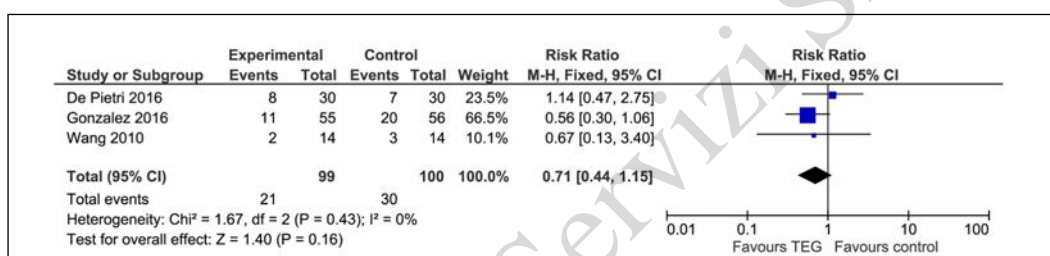 Experimental Control Risk Ratio Risk Ratio
Study or Subgroup Events Total Events Total Weight M-H, Fixed, 95% CI M-H, Fixed, 95% CI
De Pietri 2016 8 30 7 30 23.5% 1.14 [0.47, 2.75]
Gonzalez 2016 11 55 20 56 66.5% 0.56 [0.30, 1.06]
Wang 2010 2 14 3 14 10.1% 0.67 [0.13, 3.40]
Total (95% CI) 99 100 100.0% 0.71 [0.44, 1.15]
Total events 21 30
Heterogeneity: Chi² = 1.67, df = 2 (P = 0.43); I² = 0%
Test for overall effect: Z = 1.40 (P = 0.16)
0.01 0.1 1 10 100
Favours TEG Favours control
Servizi